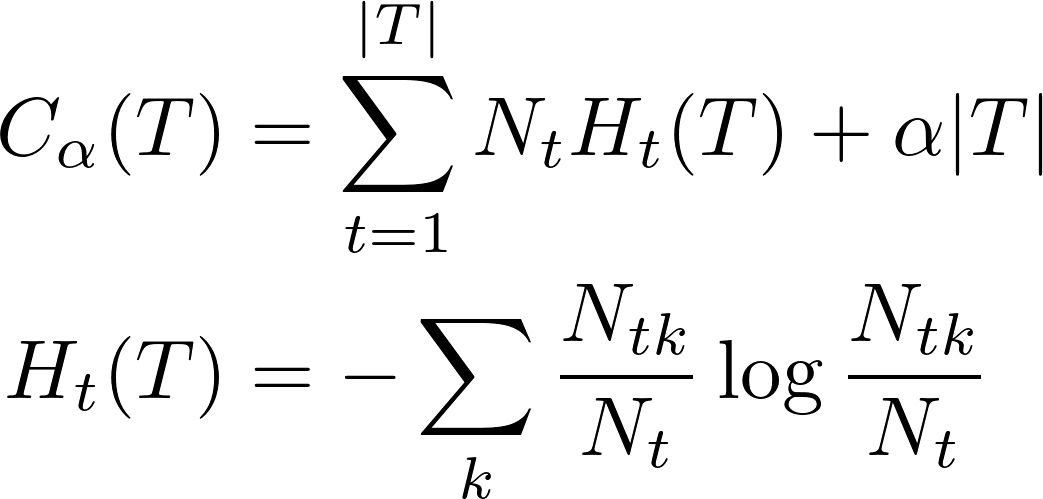 C_α(T) = \sum_{t=1}^{|T|} N_t H_t(T) + α|T|
H_t(T) = -\sum_k \frac{N_{tk}}{N_t} \log \frac{N_{tk}}{N_t}